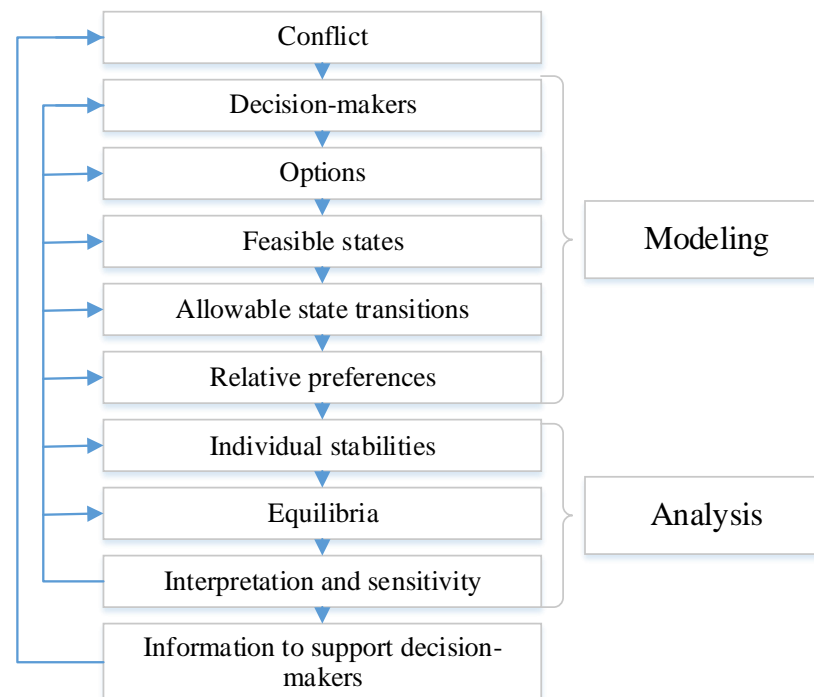 Conflict
Decision-makers
Options
Feasible states
Modeling
Allowable state transitions
Relative preferences
Individual stabilities
Equilibria
Analysis
Interpretation and sensitivity
Information to support decision-
makers